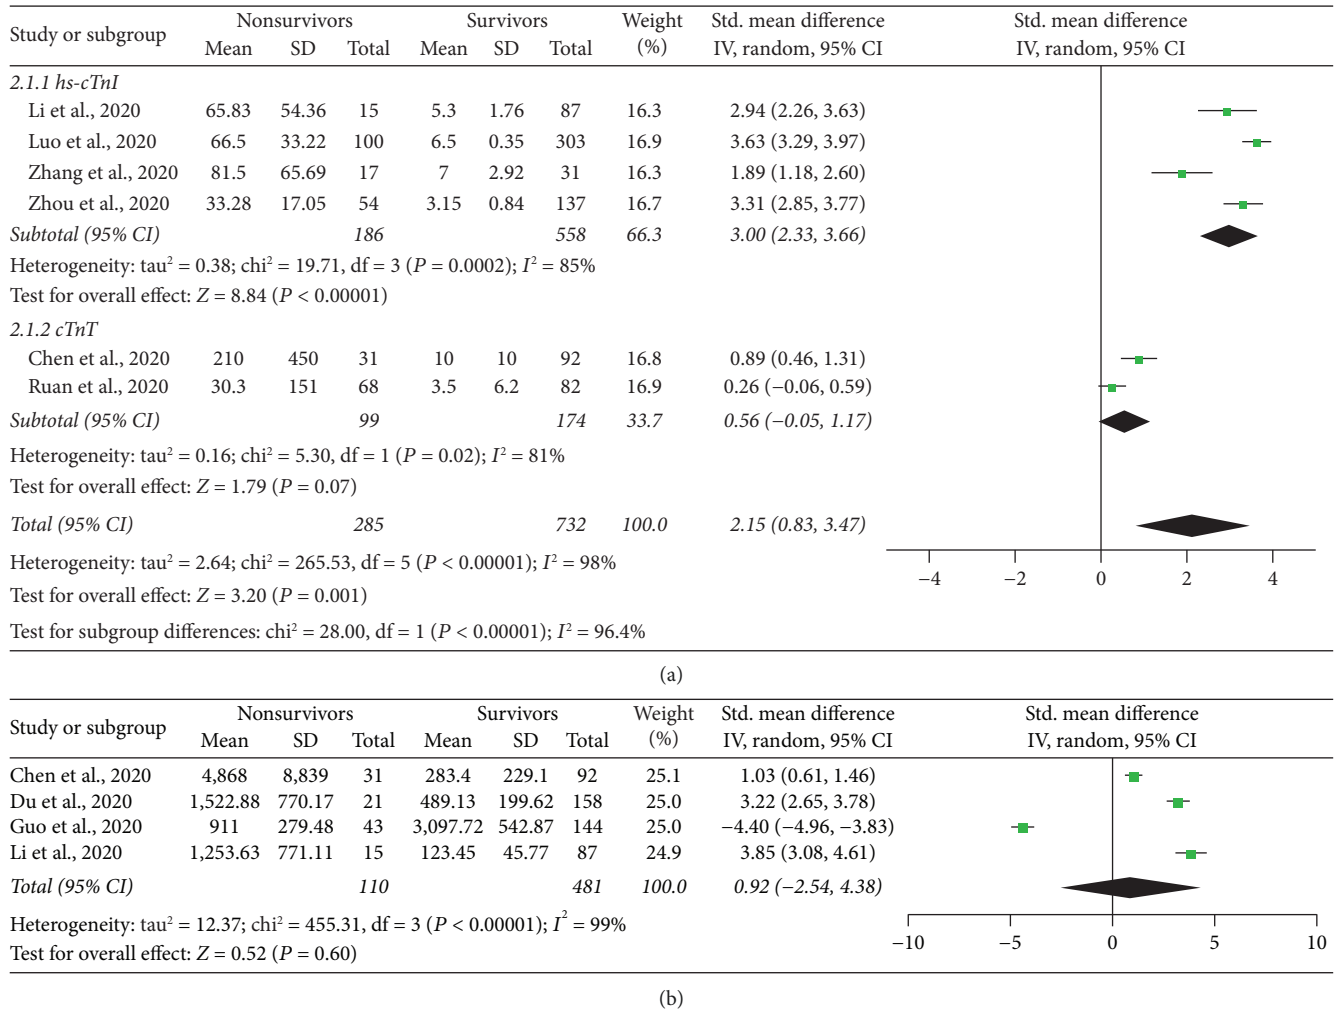 Study or subgroup Nonsurvivors Survivors Weight (%) Std. mean difference Std. mean difference
Mean SD Total Mean SD Total IV, random, 95% CI IV, random, 95% CI
2.1.1 hs-cTnI
Li et al., 2020 65.83 54.36 15 5.3 1.76 87 16.3 2.94 (2.26, 3.63)
Luo et al., 2020 66.5 33.22 100 6.5 0.35 303 16.9 3.63 (3.29, 3.97)
Zhang et al., 2020 81.5 65.69 17 7 2.92 31 16.3 1.89 (1.18, 2.60)
Zhou et al., 2020 33.28 17.05 54 3.15 0.84 137 16.7 3.31 (2.85, 3.77)
Subtotal (95% CI) 186 558 66.3 3.00 (2.33, 3.66)
Heterogeneity: tau² = 0.38; chi² = 19.71, df = 3 (P = 0.0002); I² = 85%
Test for overall effect: Z = 8.84 (P < 0.00001)
2.1.2 cTnT
Chen et al., 2020 210 450 31 10 10 92 16.8 0.89 (0.46, 1.31)
Ruan et al., 2020 30.3 151 68 3.5 6.2 82 16.9 0.26 (−0.06, 0.59)
Subtotal (95% CI) 99 174 33.7 0.56 (−0.05, 1.17)
Heterogeneity: tau² = 0.16; chi² = 5.30, df = 1 (P = 0.02); I² = 81%
Test for overall effect: Z = 1.79 (P = 0.07)
Total (95% CI) 285 732 100.0 2.15 (0.83, 3.47)
Heterogeneity: tau² = 2.64; chi² = 265.53, df = 5 (P < 0.00001); I² = 98%
−4 −2 0 2 4
Test for overall effect: Z = 3.20 (P = 0.001)
Test for subgroup differences: chi² = 28.00, df = 1 (P < 0.00001); I² = 96.4%
(a)
Study or subgroup Nonsurvivors Survivors Weight (%) Std. mean difference Std. mean difference
Mean SD Total Mean SD Total IV, random, 95% CI IV, random, 95% CI
Chen et al., 2020 4,868 8,839 31 283.4 229.1 92 25.1 1.03 (0.61, 1.46)
Du et al., 2020 1,522.88 770.17 21 489.13 199.62 158 25.0 3.22 (2.65, 3.78)
Guo et al., 2020 911 279.48 43 3,097.72 542.87 144 25.0 −4.40 (−4.96, −3.83)
Li et al., 2020 1,253.63 771.11 15 123.45 45.77 87 24.9 3.85 (3.08, 4.61)
Total (95% CI) 110 481 100.0 0.92 (−2.54, 4.38)
Heterogeneity: tau² = 12.37; chi² = 455.31, df = 3 (P < 0.00001); I² = 99%
−10 −5 0 5 10
Test for overall effect: Z = 0.52 (P = 0.60)
(b)